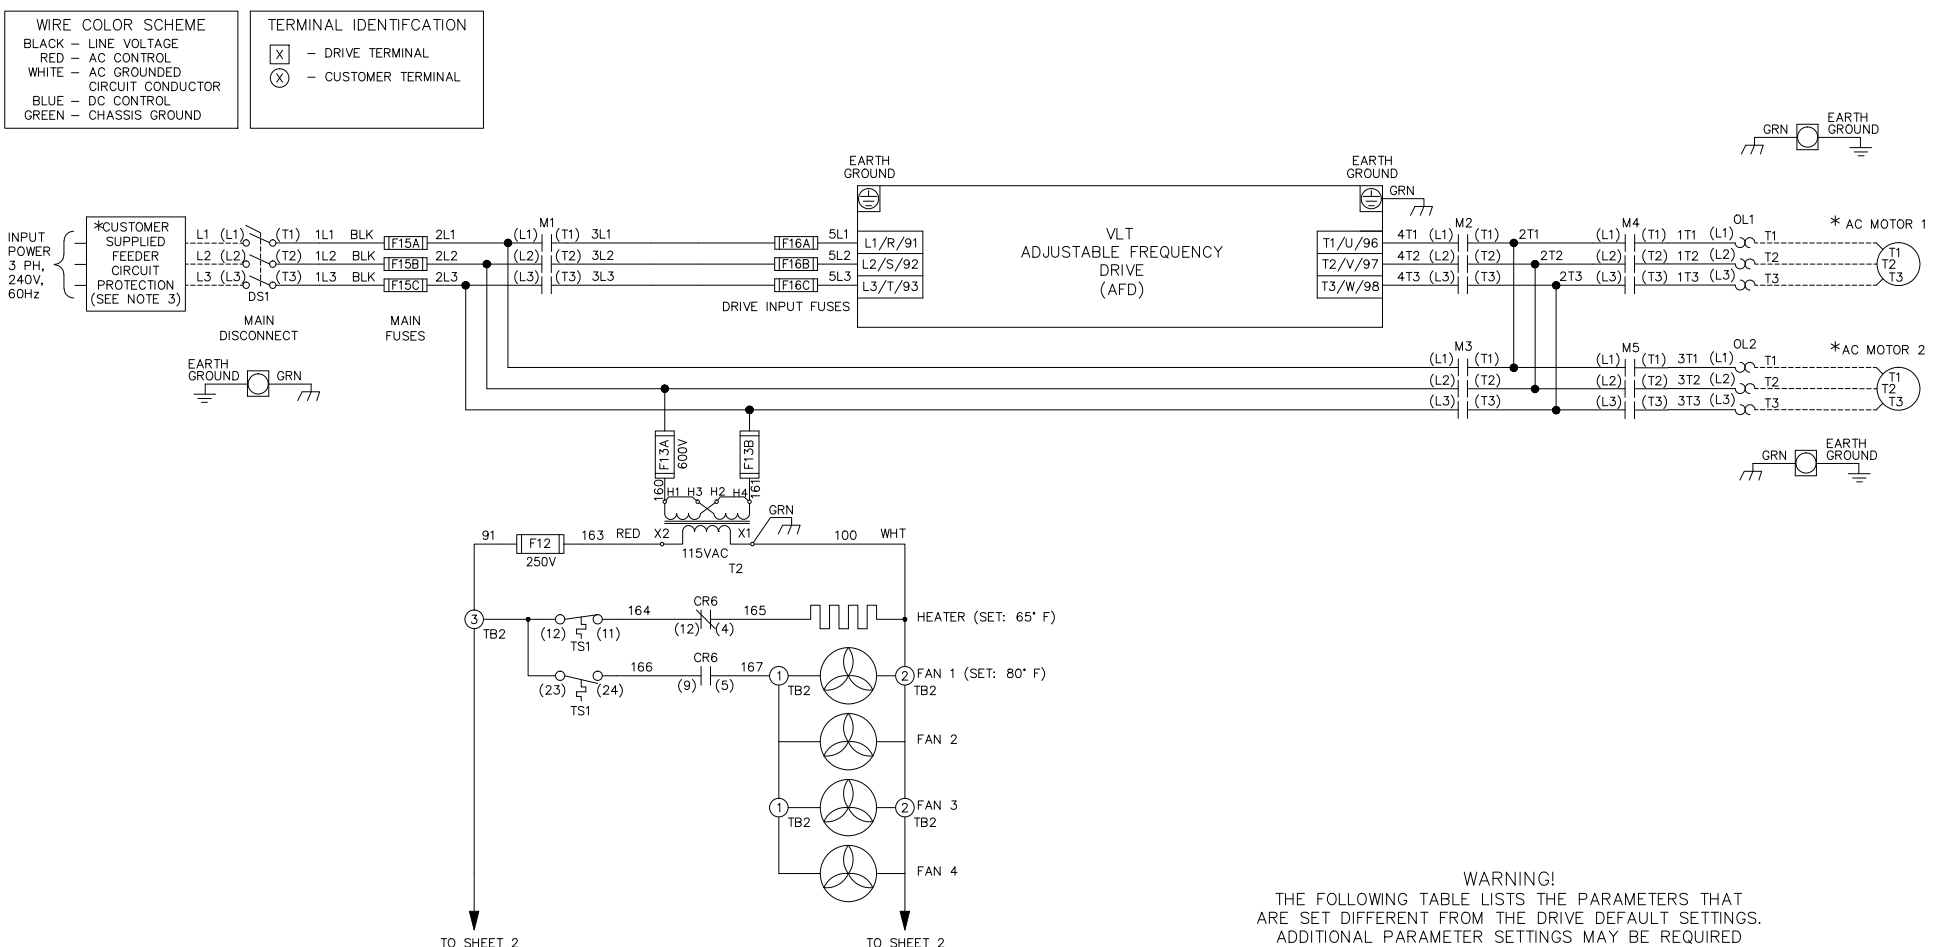 WIRE COLOR SCHEME
BLACK – LINE VOLTAGE
RED – AC CONTROL
WHITE – AC GROUNDED
CIRCUIT CONDUCTOR
BLUE – DC CONTROL
GREEN – CHASSIS GROUND
TERMINAL IDENTIFCATION
X – DRIVE TERMINAL
X – CUSTOMER TERMINAL
GRN
EARTH
GROUND
INPUT
POWER
3 PH,
240V,
60Hz
*CUSTOMER
SUPPLIED
FEEDER
CIRCUIT
PROTECTION
(SEE NOTE 3)
L1 (L1) (T1) 1L1 BLK F15A 2L1
L2 (L2) (T2) 1L2 BLK F15B 2L2
L3 (L3) (T3) 1L3 BLK F15C 2L3
DS1
MAIN
DISCONNECT
MAIN
FUSES
EARTH
GROUND
GRN
M1
(L1) (T1) 3L1 F16A 5L1
(L2) (T2) 3L2 F16B 5L2
(L3) (T3) 3L3 F16C 5L3
DRIVE INPUT FUSES
EARTH
GROUND
L1/R/91
L2/S/92
L3/T/93
VLT
ADJUSTABLE FREQUENCY
DRIVE
(AFD)
EARTH
GROUND
GRN
T1/U/96
T2/V/97
T3/W/98
M2 M4 OL1
4T1 (L1) (T1) 2T1 (L1) (T1) 1T1 (L1) T1
4T2 (L2) (T2) 2T2 (L2) (T2) 1T2 (L2) T2
4T3 (L3) (T3) 2T3 (L3) (T3) 1T3 (L3) T3
* AC MOTOR 1
T1
T2
T3
M3 M5 OL2
(L1) (T1) (L1) (T1) 3T1 (L1) T1
(L2) (T2) (L2) (T2) 3T2 (L2) T2
(L3) (T3) (L3) (T3) 3T3 (L3) T3
*AC MOTOR 2
T1
T2
T3
GRN
EARTH
GROUND
F13A
600V
F13B
160
161
H1 H3 H2 H4
GRN
91 F12 163 RED X2 X1 100 WHT
250V
115VAC
T2
3
TB2
(12) (11)
TS1
164
CR6
(12) (4)
165
HEATER (SET: 65° F)
(23) (24)
TS1
166
CR6
(9) (5)
167
1
TB2
2
TB2
FAN 1 (SET: 80° F)
FAN 2
1
TB2
2
TB2
FAN 3
FAN 4
TO SHEET 2
TO SHEET 2
WARNING!
THE FOLLOWING TABLE LISTS THE PARAMETERS THAT
ARE SET DIFFERENT FROM THE DRIVE DEFAULT SETTINGS.
ADDITIONAL PARAMETER SETTINGS MAY BE REQUIRED